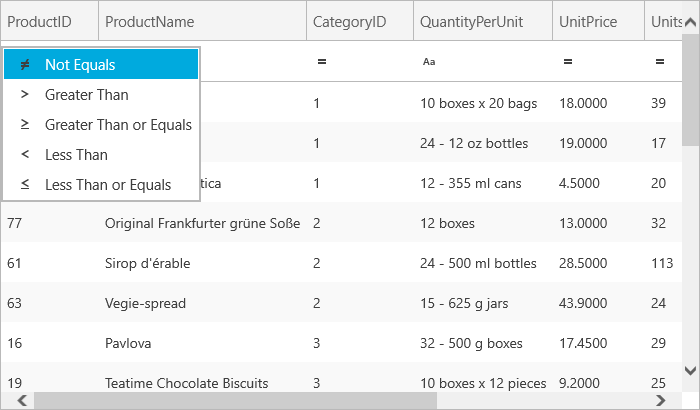 ProductID ProductName CategoryID QuantityPerUnit UnitPrice Units
≠ Not Equals = Aa = =
> Greater Than 1 10 boxes x 20 bags 18.0000 39
≥ Greater Than or Equals 1 24 - 12 oz bottles 19.0000 17
< Less Than
≤ Less Than or Equals tica 1 12 - 355 ml cans 4.5000 20
77 Original Frankfurter grüne Soße 2 12 boxes 13.0000 32
61 Sirop d'érable 2 24 - 500 ml bottles 28.5000 113
63 Vegie-spread 2 15 - 625 g jars 43.9000 24
16 Pavlova 3 32 - 500 g boxes 17.4500 29
19 Teatime Chocolate Biscuits 3 10 boxes x 12 pieces 9.2000 25